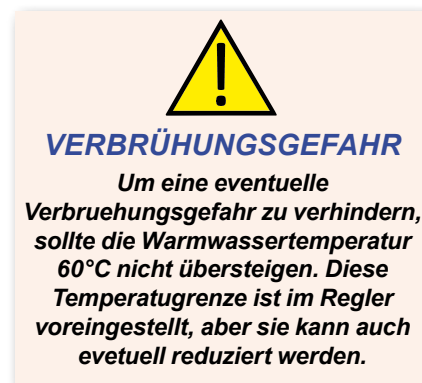 VERBRÜHUNGSGEFAHR
Um eine eventuelle
Verbruehungsgefahr zu verhindern,
sollte die Warmwassertemperatur
60°C nicht übersteigen. Diese
Temperatugrenze ist im Regler
voreingestellt, aber sie kann auch
evetuell reduziert werden.